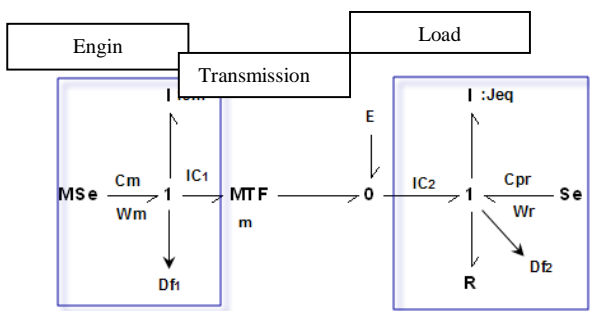 Engin
Load
Transmission
I
I :Jeq
E
MSe
Cm
Wm
1
IC1
MTF
m
0
IC2
1
Cpr
Wr
Se
Df1
R
Df2